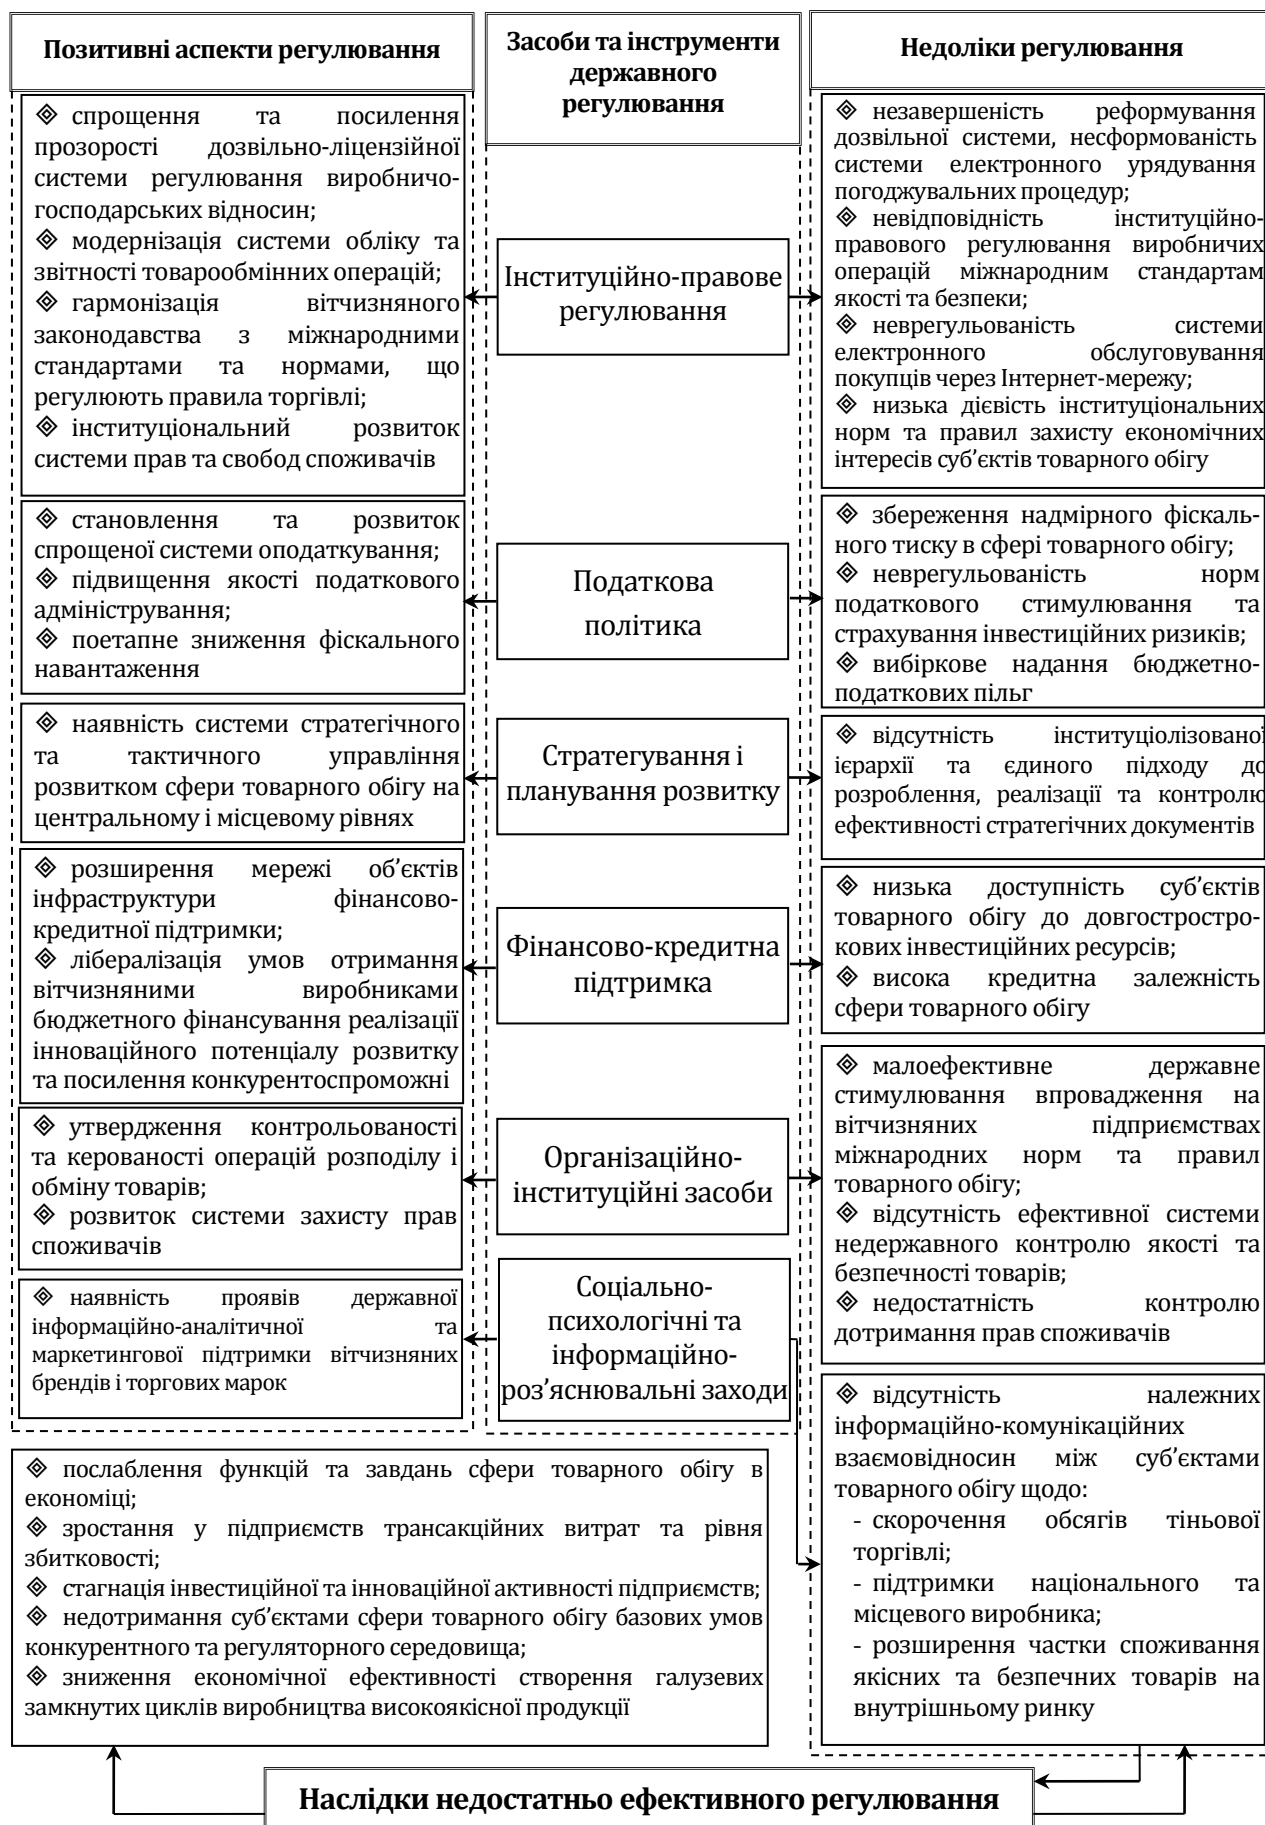 Позитивні аспекти регулювання
◈ спрощення та посилення
прозорості дозвільно-ліцензійної
системи регулювання виробничо-
господарських відносин;
◈ модернізація системи обліку та
звітності товарообмінних операцій;
◈ гармонізація вітчизняного
законодавства з міжнародними
стандартами та нормами, що
регулюють правила торгівлі;
◈ інституціональний розвиток
системи прав та свобод споживачів
◈ становлення та розвиток
спрощеної системи оподаткування;
◈ підвищення якості податкового
адміністрування;
◈ поетапне зниження фіскального
навантаження
◈ наявність системи стратегічного
та тактичного управління
розвитком сфери товарного обігу на
центральному і місцевому рівнях
◈ розширення мережі об’єктів
інфраструктури фінансово-
кредитної підтримки;
◈ лібералізація умов отримання
вітчизняними виробниками
бюджетного фінансування реалізації
інноваційного потенціалу розвитку
та посилення конкурентоспроможні
◈ утвердження контрольованості
та керованості операцій розподілу і
обміну товарів;
◈ розвиток системи захисту прав
споживачів
◈ наявність проявів державної
інформаційно-аналітичної та
маркетингової підтримки вітчизняних
брендів і торгових марок
Засоби та інструменти
державного
регулювання
Інституційно-правове
регулювання
Податкова
політика
Стратегування і
планування розвитку
Фінансово-кредитна
підтримка
Організаційно-
інституційні засоби
Соціально-
психологічні та
інформаційно-
роз’яснювальні заходи
Недоліки регулювання
◈ незавершеність реформування
дозвільної системи, несформованість
системи електронного урядування
погоджувальних процедур;
◈ невідповідність інституційно-
правового регулювання виробничих
операцій міжнародним стандартам
якості та безпеки;
◈ неврегульованість системи
електронного обслуговування
покупців через Інтернет-мережу;
◈ низька дієвість інституціональних
норм та правил захисту економічних
інтересів суб’єктів товарного обігу
◈ збереження надмірного фіскаль-
ного тиску в сфері товарного обігу;
◈ неврегульованість норм
податкового стимулювання та
страхування інвестиційних ризиків;
◈ вибіркове надання бюджетно-
податкових пільг
◈ відсутність інституціолізованої
ієрархії та єдиного підходу до
розроблення, реалізації та контролю
ефективності стратегічних документів
◈ низька доступність суб’єктів
товарного обігу до довгострострo-
кових інвестиційних ресурсів;
◈ висока кредитна залежність
сфери товарного обігу
◈ малоефективне державне
стимулювання впровадження на
вітчизняних підприємствах
міжнародних норм та правил
товарного обігу;
◈ відсутність ефективної системи
недержавного контролю якості та
безпечності товарів;
◈ недостатність контролю
дотримання прав споживачів
◈ відсутність належних
інформаційно-комунікаційних
взаємовідносин між суб’єктами
товарного обігу щодо:
- скорочення обсягів тіньової
торгівлі;
- підтримки національного та
місцевого виробника;
- розширення частки споживання
якісних та безпечних товарів на
внутрішньому ринку
◈ послаблення функцій та завдань сфери товарного обігу в
економіці;
◈ зростання у підприємств трансакційних витрат та рівня
збитковості;
◈ стагнація інвестиційної та інноваційної активності підприємств;
◈ недотримання суб’єктами сфери товарного обігу базових умов
конкурентного та регуляторного середовища;
◈ зниження економічної ефективності створення галузевих
замкнутих циклів виробництва високоякісної продукції
Наслідки недостатньо ефективного регулювання